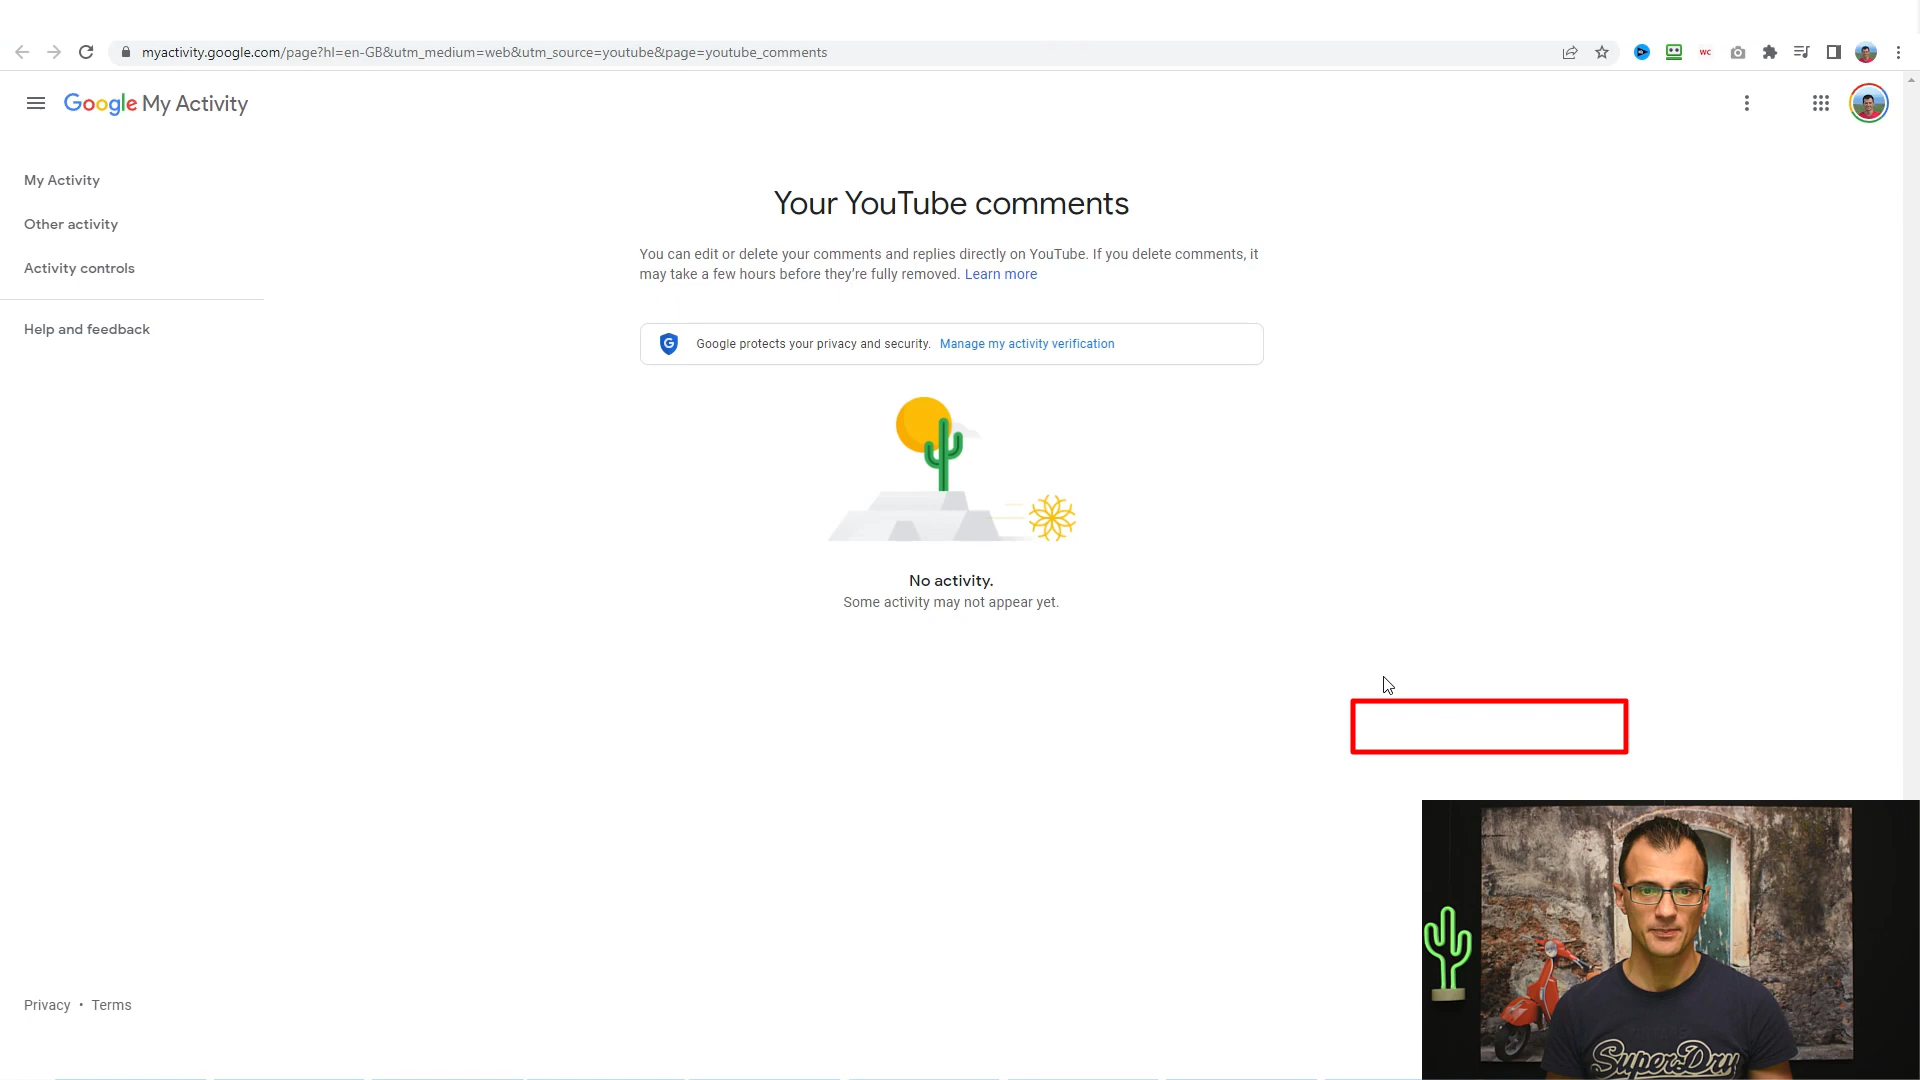 myactivity.google.com/page?hl=en-GB&utm_medium=web&utm_source=youtube&page=youtube_comments
WC
Google My Activity
My Activity
Other activity
Activity controls
Help and feedback
Your YouTube comments
You can edit or delete your comments and replies directly on YouTube. If you delete comments, it
may take a few hours before they're fully removed. Learn more
G
Google protects your privacy and security. Manage my activity verification
No activity.
Some activity may not appear yet.
Privacy • Terms
SuperDry